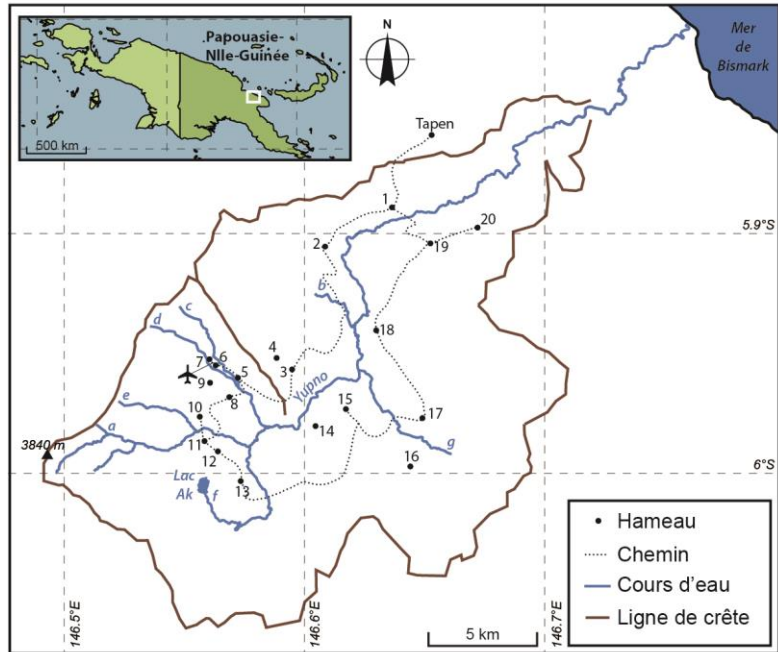 Papouasie-
Nlle-Guinée
500 km
N
Mer
de
Bismark
Tapen
1
20
5.9°S
19
2
b
c
d
18
4
7
6
5
3
9
8
Yupno
e
10
15
17
14
a
11
g
3840 m
12
16
6°S
Lac
Ak
f
13
146.5°E
146.6°E
146.7°E
5 km
Hameau
Chemin
Cours d'eau
Ligne de crête